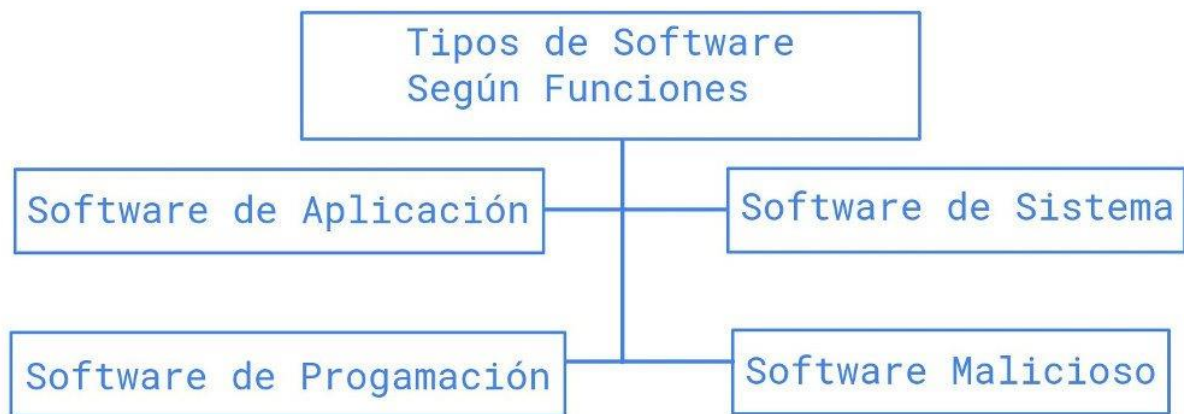 Tipos de Software
Según Funciones
Software de Aplicación
Software de Sistema
Software de Progamación
Software Malicioso